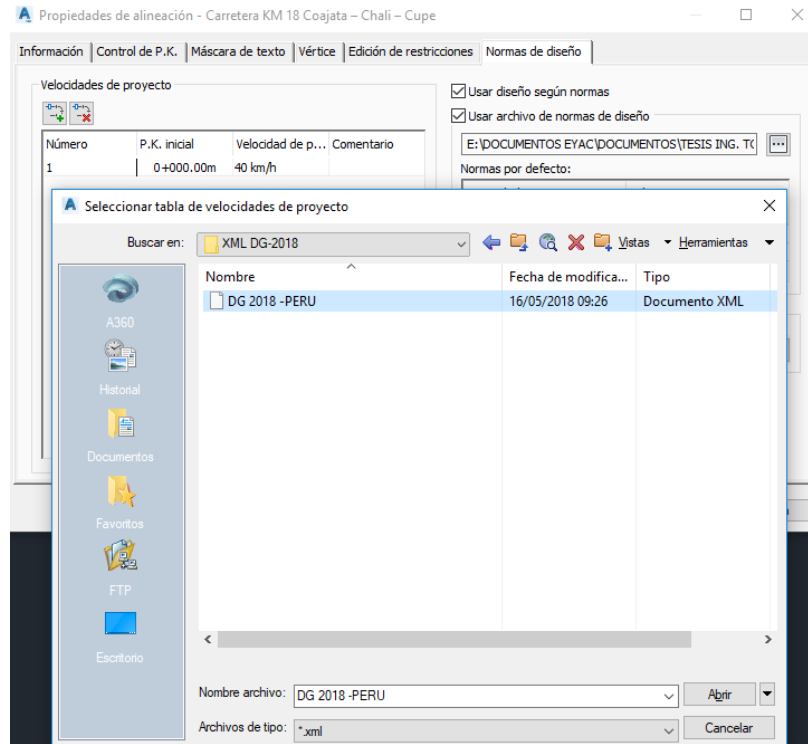 Propiedades de alineación - Carretera KM 18 Coajata – Chali – Cupe
Información Control de P.K. Máscara de texto Vértice Edición de restricciones Normas de diseño
Velocidades de proyecto
Usar diseño según normas
Usar archivo de normas de diseño
Número P.K. inicial Velocidad de p... Comentario
E:\DOCUMENTOS EYAC\DOCUMENTOS\TESIS ING. T
1 0+000.00m 40 km/h
Normas por defecto:
Seleccionar tabla de velocidades de proyecto
Buscar en: XML DG-2018 Vistas Herramientas
Nombre Fecha de modifica... Tipo
DG 2018 -PERU 16/05/2018 09:26 Documento XML
A360
Historial
Documentos
Favoritos
FTP
Escritorio
Nombre archivo: DG 2018 -PERU Abrir
Archivos de tipo: *.xml Cancelar